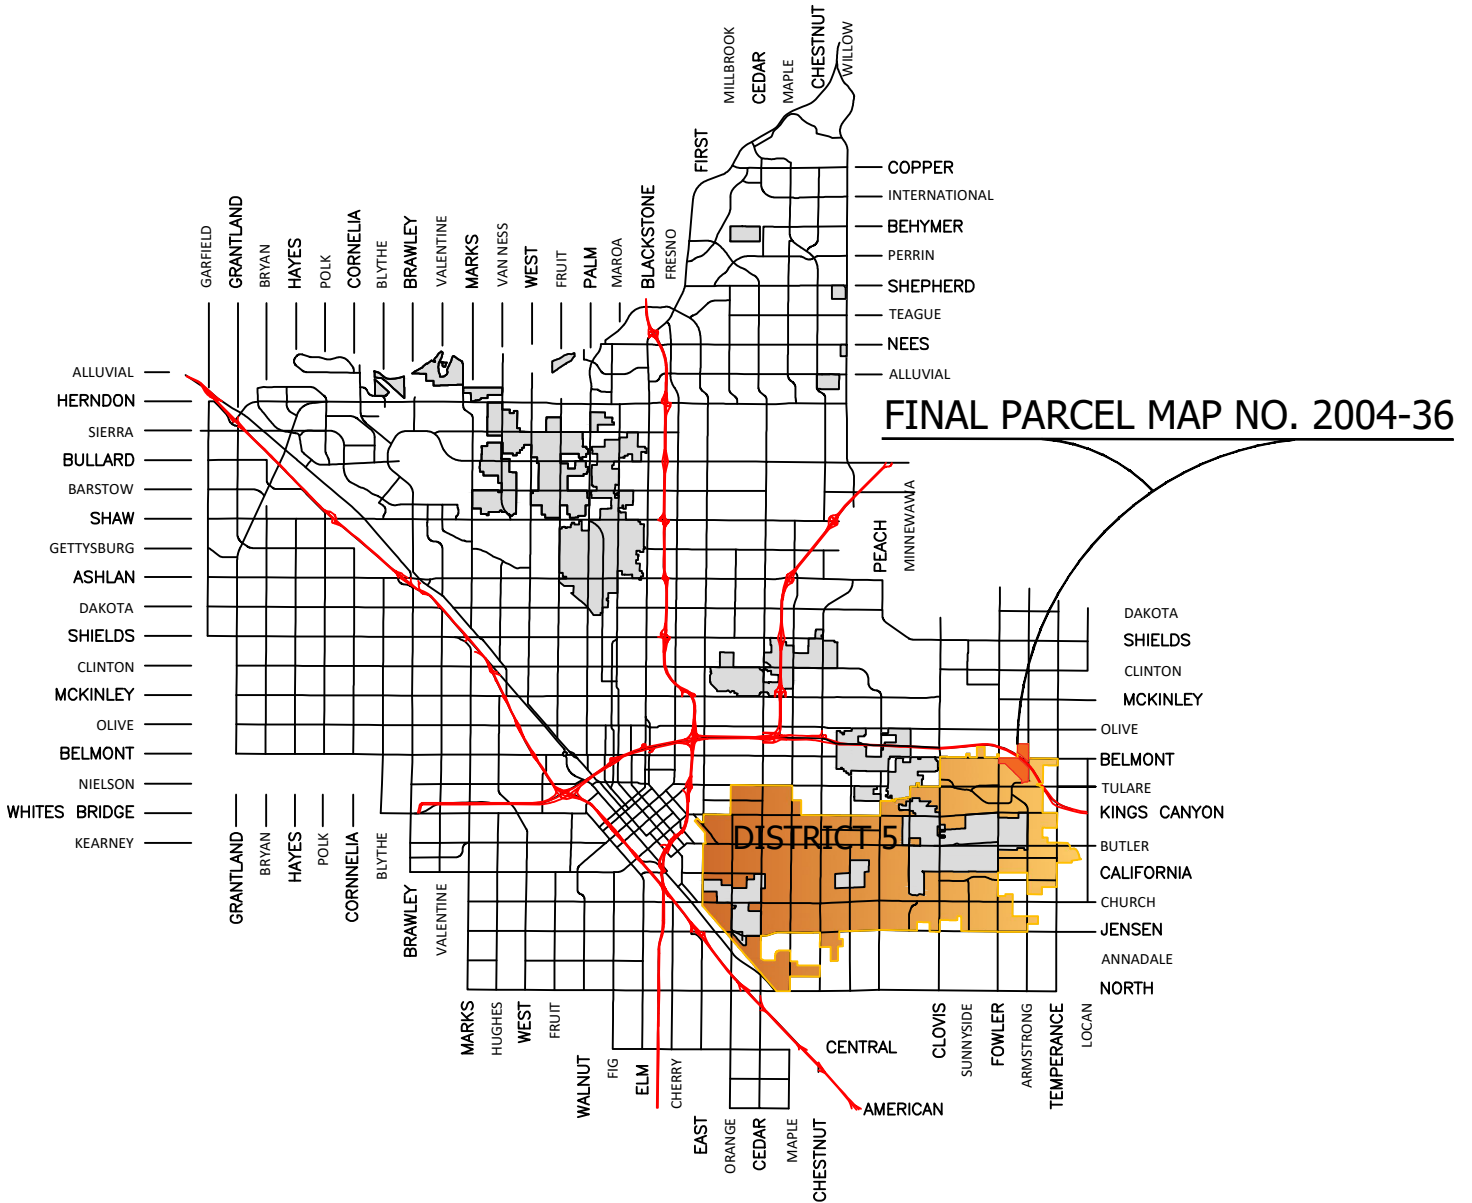 MILLBROOK
CEDAR
MAPLE
CHESTNUT
WILLOW
FIRST
COPPER
INTERNATIONAL
BEHYMER
PERRIN
SHEPHERD
TEAGUE
NEES
ALLUVIAL
GARFIELD
GRANTLAND
BRYAN
HAYES
POLK
CORNELIA
BLYTHE
BRAWLEY
VALENTINE
MARKS
VAN NESS
WEST
FRUIT
PALM
MAROA
BLACKSTONE
FRESNO
ALLUVIAL
HERNDON
SIERRA
BULLARD
BARSTOW
SHAW
GETTYSBURG
ASHLAN
DAKOTA
SHIELDS
CLINTON
MCKINLEY
OLIVE
BELMONT
NIELSON
WHITES BRIDGE
KEARNEY
FINAL PARCEL MAP NO. 2004-36
PEACH
MINNEWAWA
DAKOTA
SHIELDS
CLINTON
MCKINLEY
OLIVE
BELMONT
TULARE
KINGS CANYON
BUTLER
CALIFORNIA
CHURCH
JENSEN
ANNADALE
NORTH
DISTRICT 5
GRANTLAND
BRYAN
HAYES
POLK
CORNNELIA
BLYTHE
BRAWLEY
VALENTINE
MARKS
HUGHES
WEST
FRUIT
WALNUT
FIG
ELM
CHERRY
EAST
ORANGE
CEDAR
MAPLE
CHESTNUT
CENTRAL
AMERICAN
CLOVIS
SUNNYSIDE
FOWLER
ARMSTRONG
TEMPERANCE
LOCAN